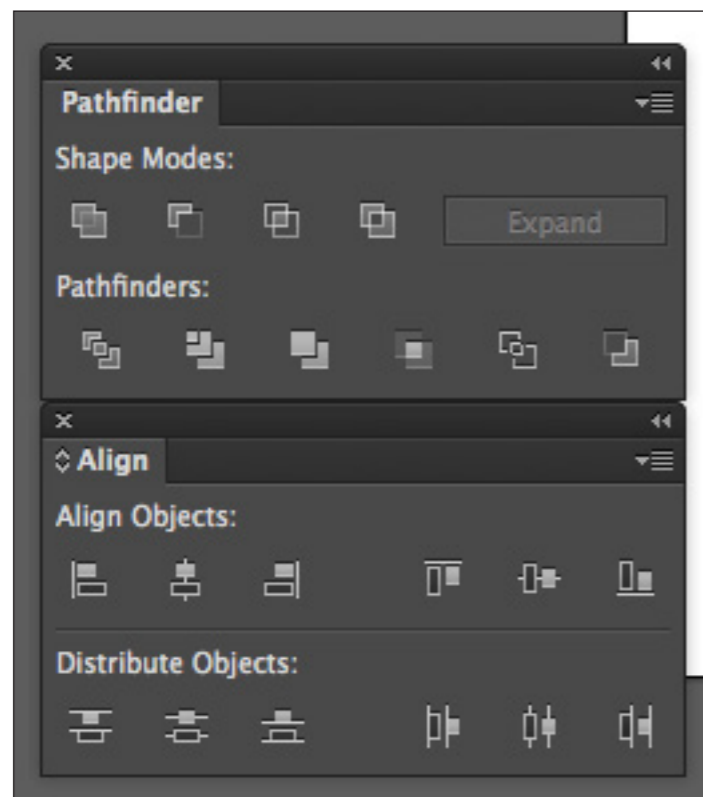 Pathfinder
Shape Modes:
Expand
Pathfinders:
Align
Align Objects:
Distribute Objects: